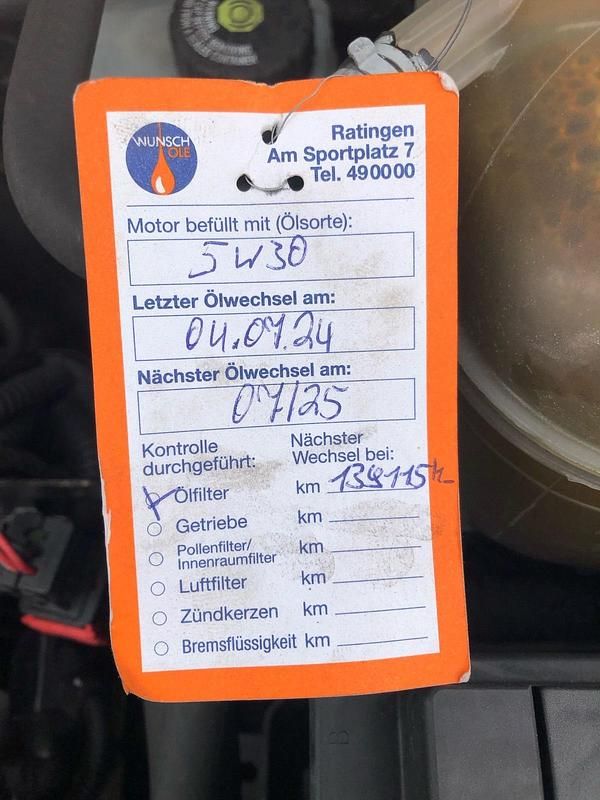 WUNSCH
ÖLE
Ratingen
Am Sportplatz 7
Tel. 490000
Motor befüllt mit (Ölsorte):
5W30
Letzter Ölwechsel am:
04.07.24
Nächster Ölwechsel am:
07/25
Kontrolle
durchgeführt:
Nächster
Wechsel bei:
Ölfilter km
Getriebe km
Pollenfilter/
Innenraumfilter km
Luftfilter km
Zündkerzen km
Bremsflüssigkeit km